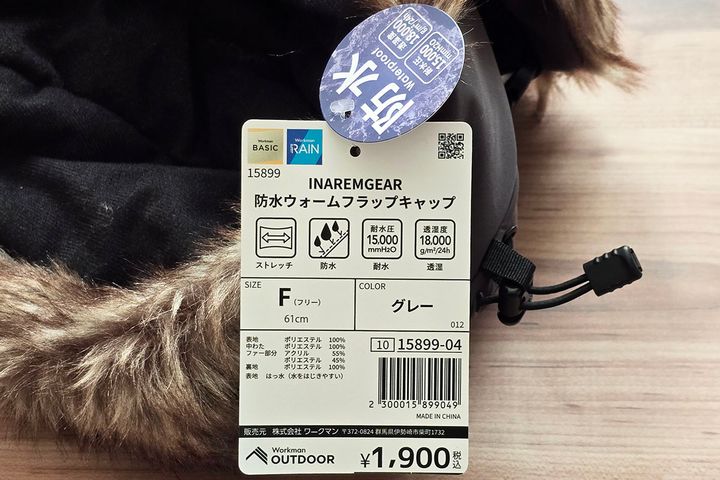 防水
Waterproof
耐水圧
15,000
mmH2O
透湿度
18,000
g/m²/24h
Workman
BASIC
Workman
RAIN
15899
INAREMGEAR
防水ウォームフラップキャップ
耐水圧
15,000
mmH2O
透湿度
18,000
g/m²/24h
ストレッチ
防水
耐水
透湿
SIZE
F(フリー)
61cm
COLOR
グレー
012
表地 ポリエステル 100%
中わた ポリエステル 100%
ファー部分 アクリル 55%
ポリエステル 45%
裏地 ポリエステル 100%
表地 はっ水(水をはじきやすい)
10 15899-04
2 300015 899049
MADE IN CHINA
販売元 株式会社 ワークマン 〒372-0824 群馬県伊勢崎市柴町1732
Workman
OUTDOOR
¥1,900税込